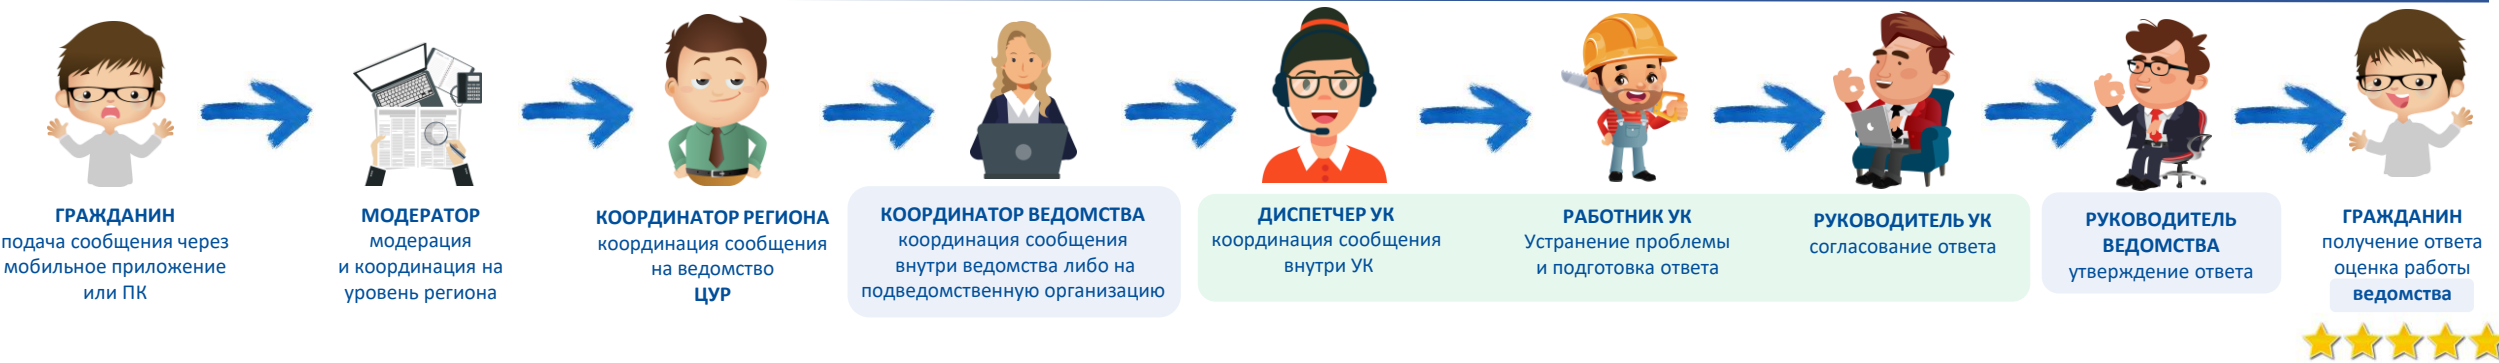 ГРАЖДАНИН
подача сообщения через
мобильное приложение
или ПК
МОДЕРАТОР
модерация
и координация на
уровень региона
КООРДИНАТОР РЕГИОНА
координация сообщения
на ведомство
ЦУР
КООРДИНАТОР ВЕДОМСТВА
координация сообщения
внутри ведомства либо на
подведомственную организацию
ДИСПЕТЧЕР УК
координация сообщения
внутри УК
РАБОТНИК УК
Устранение проблемы
и подготовка ответа
РУКОВОДИТЕЛЬ УК
согласование ответа
РУКОВОДИТЕЛЬ
ВЕДОМСТВА
утверждение ответа
ГРАЖДАНИН
получение ответа
оценка работы
ведомства